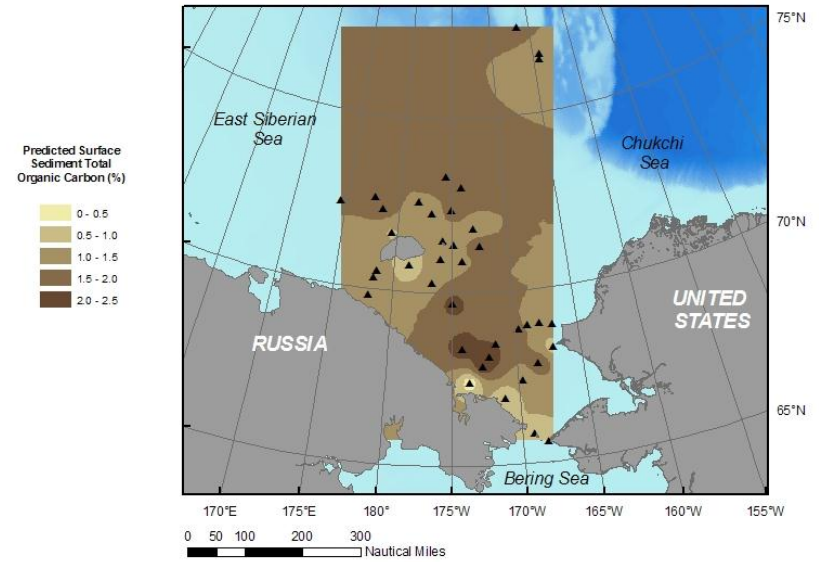 75°N
East Siberian
Sea
Chukchi
Sea
Predicted Surface
Sediment Total
Organic Carbon (%)
0 - 0.5
0.5 - 1.0
1.0 - 1.5
1.5 - 2.0
2.0 - 2.5
70°N
UNITED
STATES
RUSSIA
65°N
Bering Sea
170°E 175°E 180° 175°W 170°W 165°W 160°W 155°W
0 50 100 200 300
Nautical Miles